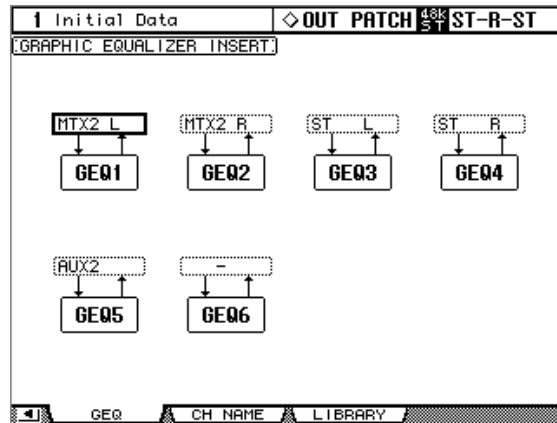 1 Initial Data ◇OUT PATCH 48k ST ST-R-ST
GRAPHIC EQUALIZER INSERT
MTX2 L MTX2 R ST L ST R
GEQ1 GEQ2 GEQ3 GEQ4
AUX2 -
GEQ5 GEQ6
GEQ CH NAME LIBRARY